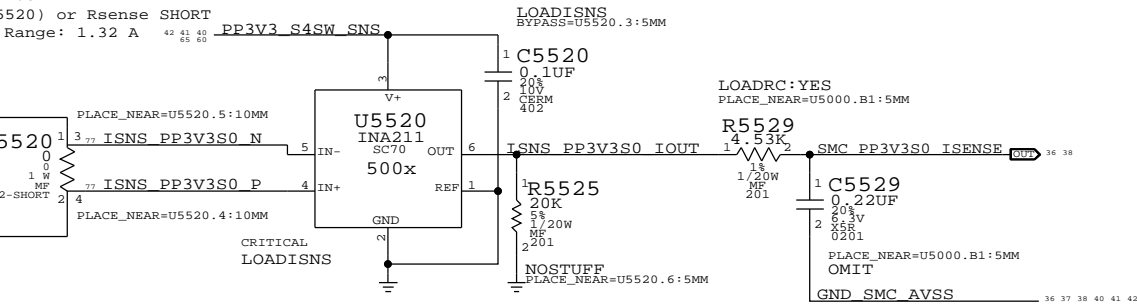 5520) or Rsense SHORT
Range: 1.32 A
42 41 40
65 60
PP3V3_S4SW_SNS
LOADISNS
BYPASS=U5520.3:5MM
1
C5520
0.1UF
20%
10V
CERM
402
2
3
V+
U5520
INA211
SC70
500x
IN-
IN+
OUT
REF
GND
5
4
6
1
2
PLACE_NEAR=U5520.5:10MM
5520
0
0
1 W
MF
2-SHORT
1
3
2
4
77
ISNS_PP3V3S0_N
77
ISNS_PP3V3S0_P
PLACE_NEAR=U5520.4:10MM
CRITICAL
LOADISNS
ISNS_PP3V3S0_IOUT
1
R5525
20K
5%
1/20W
MF
201
2
NOSTUFF
PLACE_NEAR=U5520.6:5MM
LOADRC:YES
PLACE_NEAR=U5000.B1:5MM
R5529
1
4.53K
2
1%
1/20W
MF
201
SMC_PP3V3S0_ISENSE
OUT
36 38
1
C5529
0.22UF
20%
6.3V
X5R
0201
2
PLACE_NEAR=U5000.B1:5MM
OMIT
GND_SMC_AVSS
36 37 38 40 41 42